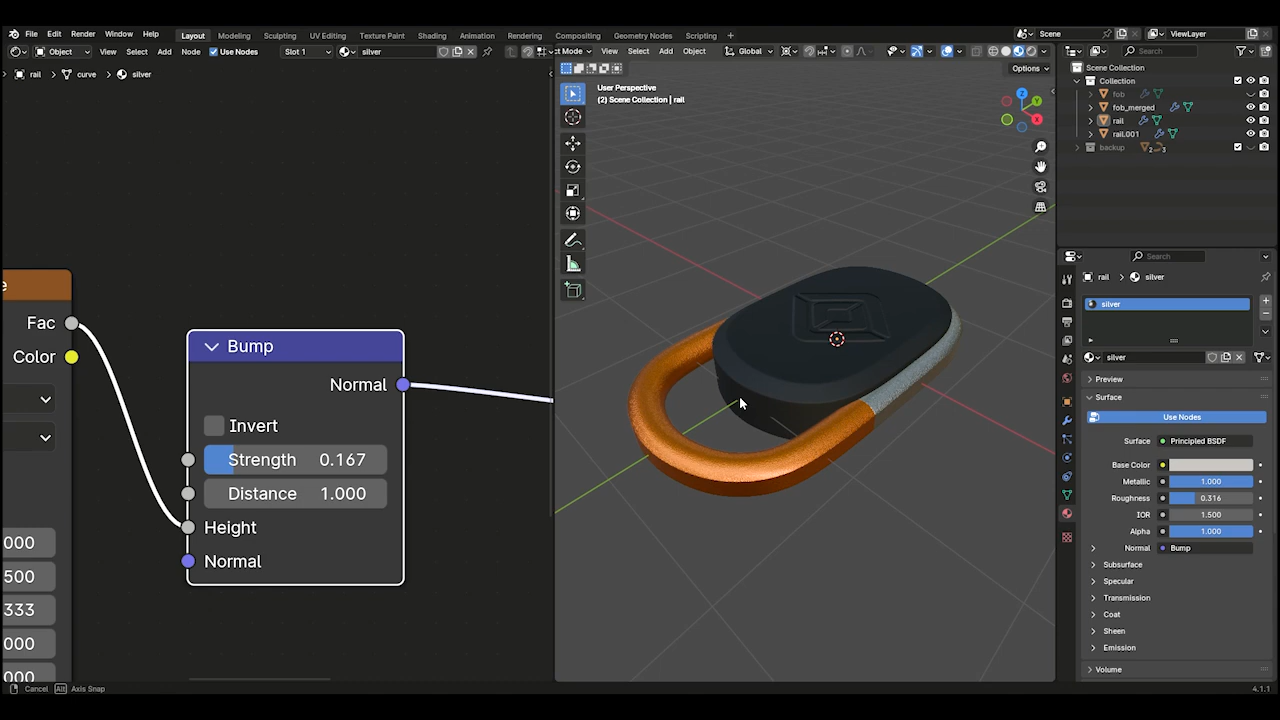 File Edit Render Window Help Layout Modeling Sculpting UV Editing Texture Paint Shading Animation Rendering Compositing Geometry Nodes Scripting + Scene ViewLayer
Object View Select Add Node Use Nodes Slot 1 silver
t Mode View Select Add Object Global Search
rail curve silver
Options
User Perspective
(2) Scene Collection | rail
Z
Y
X
Scene Collection
Collection
fob
fob_merged
rail
rail.001
backup 2 3
e
Fac
Color
000
500
333
000
000
Bump
Normal
Invert
Strength 0.167
Distance 1.000
Height
Normal
Search
rail silver
silver
silver
Preview
Surface
Use Nodes
Surface Principled BSDF
Base Color
Metallic 1.000
Roughness 0.316
IOR 1.500
Alpha 1.000
Normal Bump
Subsurface
Specular
Transmission
Coat
Sheen
Emission
Volume
Cancel Alt Axis Snap 4.1.1